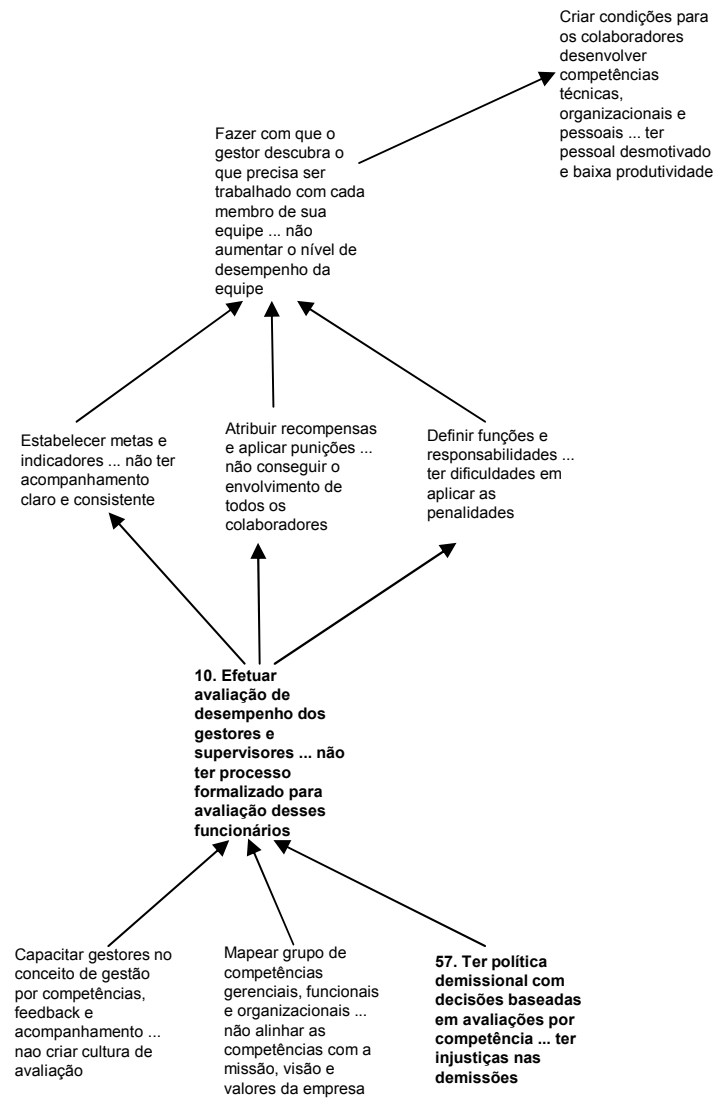 Criar condições para
os colaboradores
desenvolver
competências
técnicas,
organizacionais e
pessoais ... ter
pessoal desmotivado
e baixa produtividade
Fazer com que o
gestor descubra o
que precisa ser
trabalhado com cada
membro de sua
equipe ... não
aumentar o nível de
desempenho da
equipe
Estabelecer metas e
indicadores ... não ter
acompanhamento
claro e consistente
Atribuir recompensas
e aplicar punições ...
não conseguir o
envolvimento de
todos os
colaboradores
Definir funções e
responsabilidades ...
ter dificuldades em
aplicar as
penalidades
10. Efetuar
avaliação de
desempenho dos
gestores e
supervisores ... não
ter processo
formalizado para
avaliação desses
funcionários
Capacitar gestores no
conceito de gestão
por competências,
feedback e
acompanhamento ...
nao criar cultura de
avaliação
Mapear grupo de
competências
gerenciais, funcionais
e organizacionais ...
não alinhar as
competências com a
missão, visão e
valores da empresa
57. Ter política
demissional com
decisões baseadas
em avaliações por
competência ... ter
injustiças nas
demissões